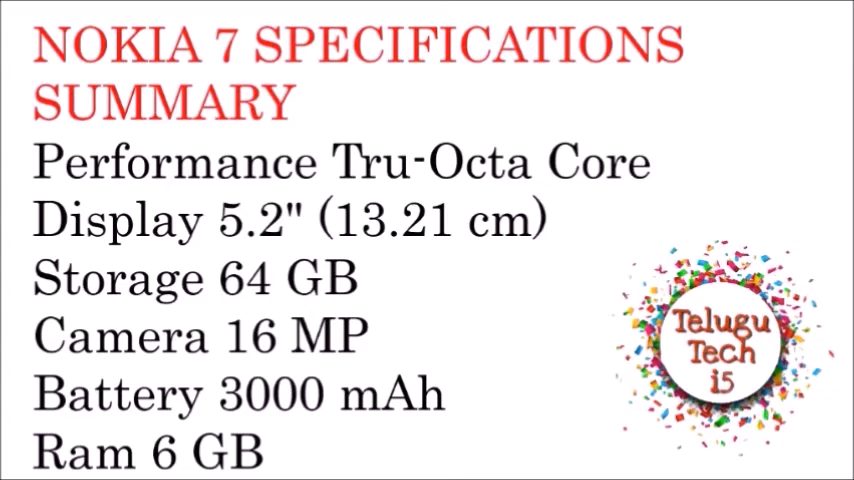 NOKIA 7 SPECIFICATIONS
SUMMARY
Performance Tru-Octa Core
Display 5.2" (13.21 cm)
Storage 64 GB
Camera 16 MP
Battery 3000 mAh
Ram 6 GB
Telugu
Tech
i5